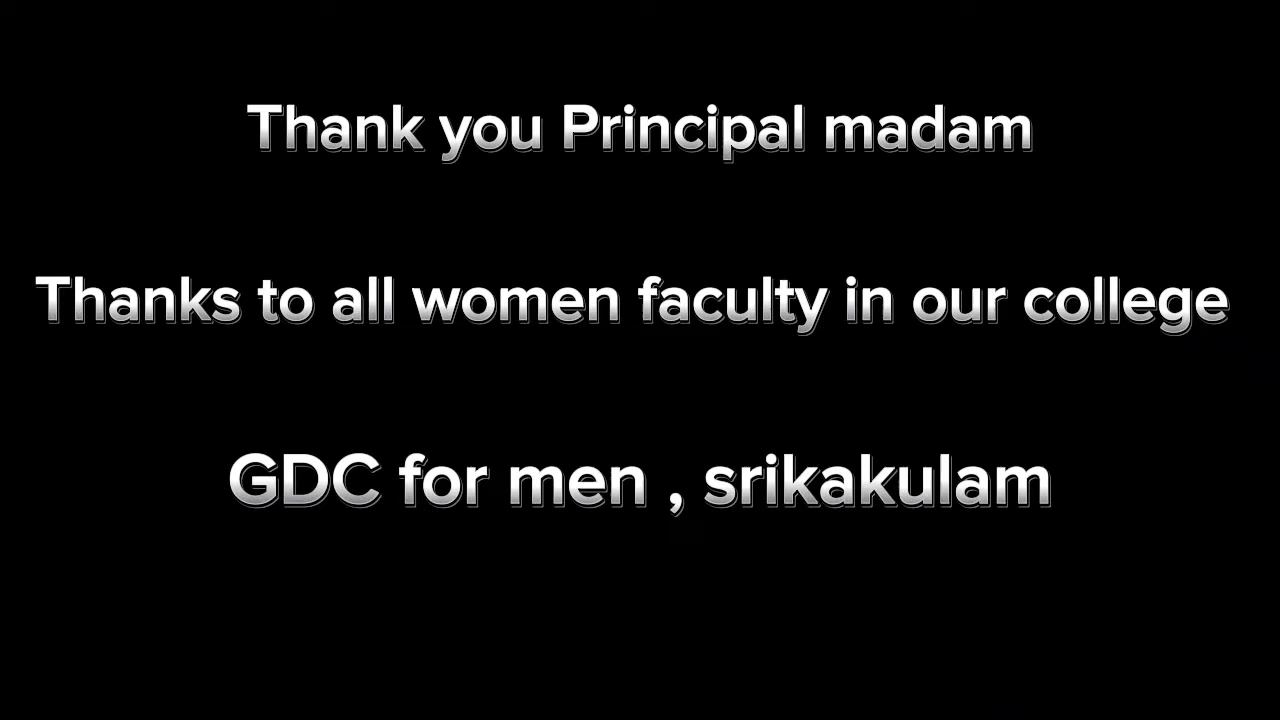 Thank you Principal madam
Thanks to all women faculty in our college
GDC for men , srikakulam